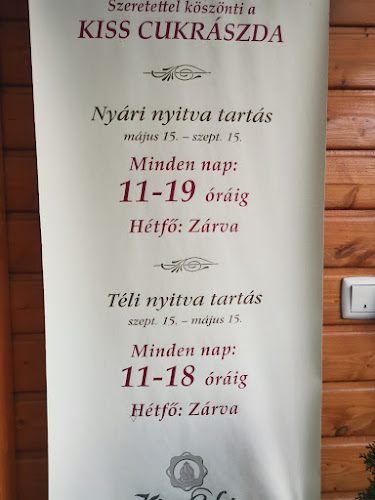 Szeretettel köszönti a
KISS CUKRÁSZDA
Nyári nyitva tartás
május 15. – szept. 15.
Minden nap:
11-19 óráig
Hétfő: Zárva
Téli nyitva tartás
szept. 15. – május 15.
Minden nap:
11-18 óráig
Hétfő: Zárva